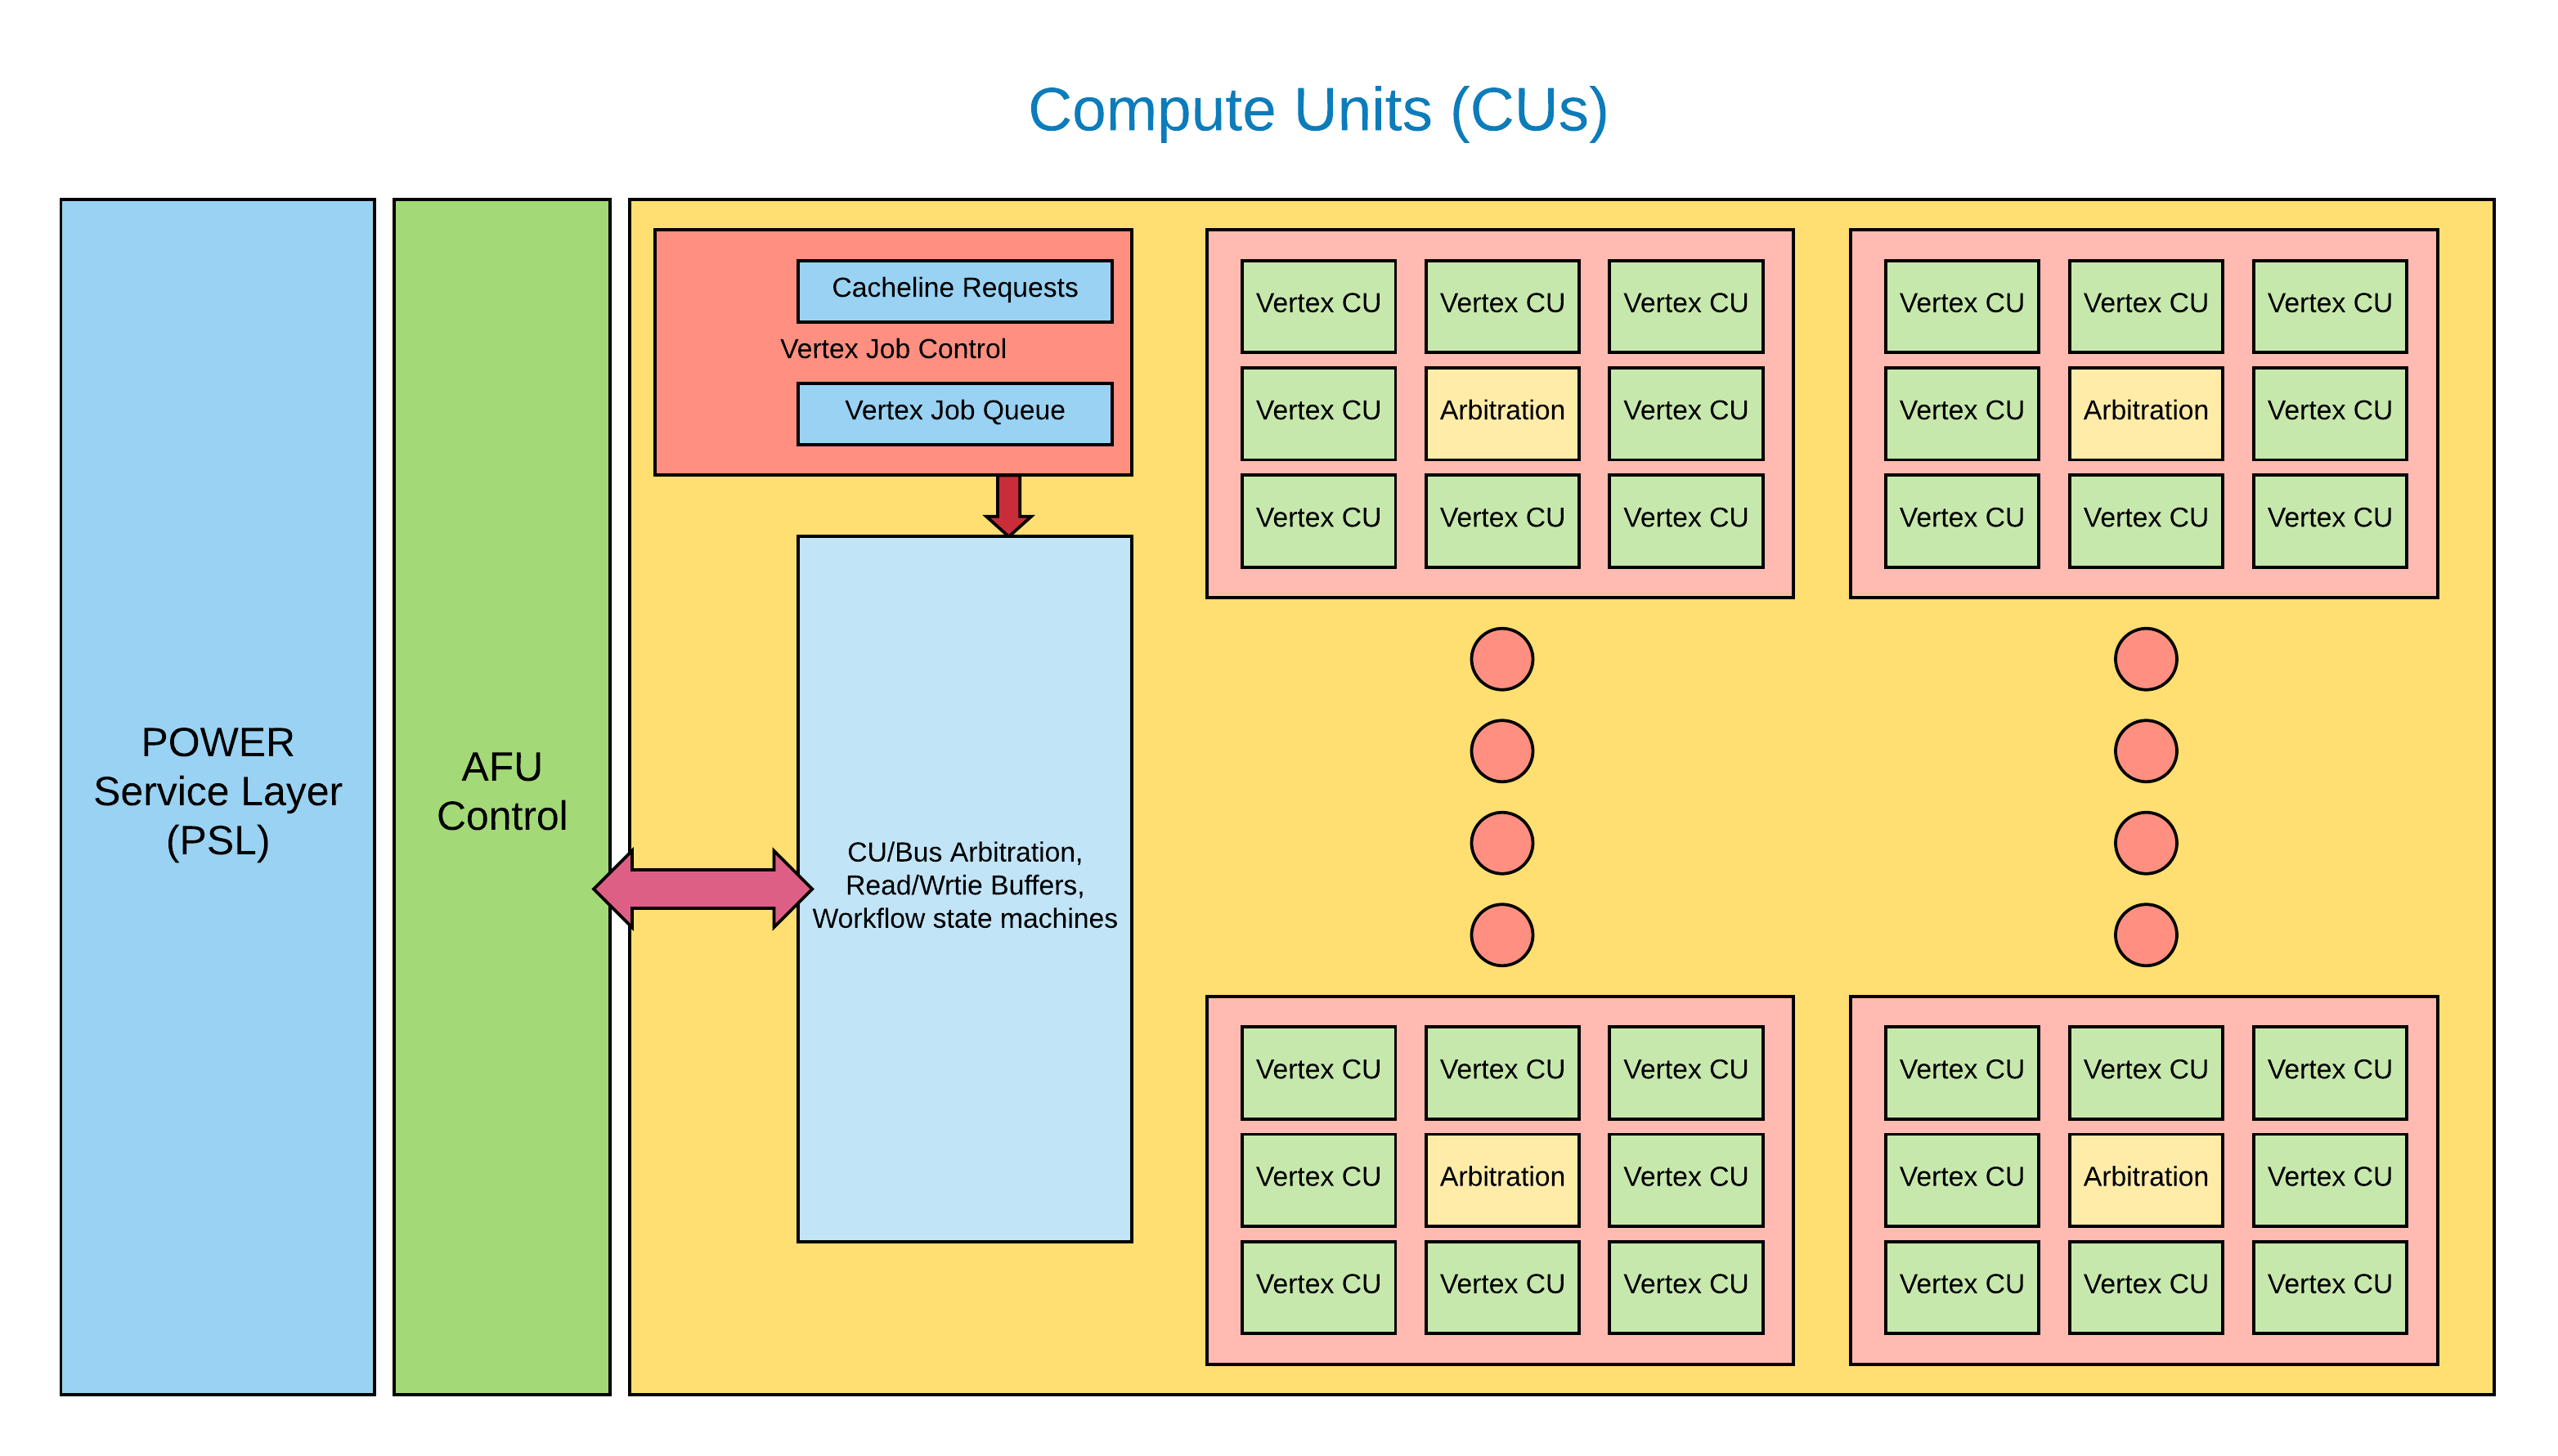 Compute Units (CUs)
POWER
Service Layer
(PSL)
AFU
Control
Cacheline Requests
Vertex Job Control
Vertex Job Queue
CU/Bus Arbitration,
Read/Wrtie Buffers,
Workflow state machines
Vertex CU Vertex CU Vertex CU
Vertex CU Arbitration Vertex CU
Vertex CU Vertex CU Vertex CU
Vertex CU Vertex CU Vertex CU
Vertex CU Arbitration Vertex CU
Vertex CU Vertex CU Vertex CU
Vertex CU Vertex CU Vertex CU
Vertex CU Arbitration Vertex CU
Vertex CU Vertex CU Vertex CU
Vertex CU Vertex CU Vertex CU
Vertex CU Arbitration Vertex CU
Vertex CU Vertex CU Vertex CU